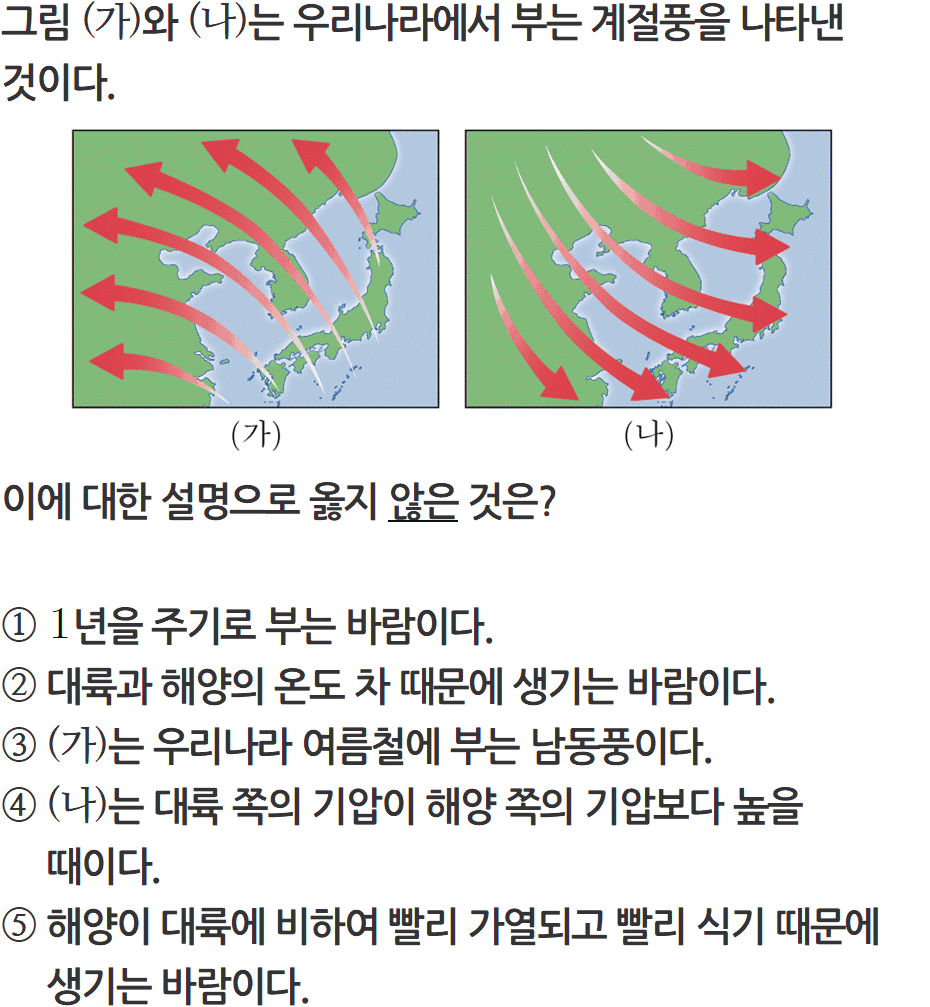 그림 (가)와 (나)는 우리나라에서 부는 계절풍을 나타낸
것이다.
(가) (나)
이에 대한 설명으로 옳지 않은 것은?
① 1년을 주기로 부는 바람이다.
② 대륙과 해양의 온도 차 때문에 생기는 바람이다.
③ (가)는 우리나라 여름철에 부는 남동풍이다.
④ (나)는 대륙 쪽의 기압이 해양 쪽의 기압보다 높을
때이다.
⑤ 해양이 대륙에 비하여 빨리 가열되고 빨리 식기 때문에
생기는 바람이다.